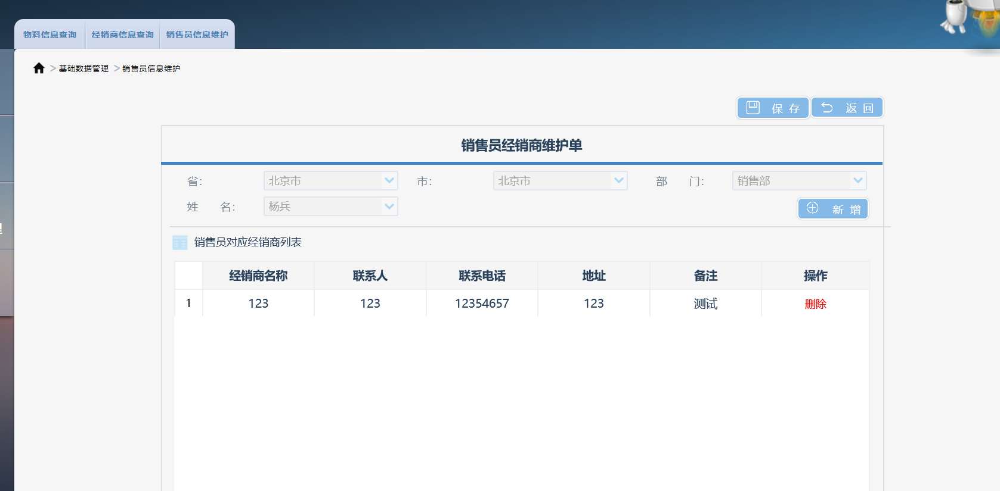 物料信息查询 经销商信息查询 销售员信息维护
> 基础数据管理 > 销售员信息维护
保 存 返 回
销售员经销商维护单
省: 北京市 市: 北京市 部 门: 销售部
姓 名: 杨兵
新 增
销售员对应经销商列表
经销商名称 联系人 联系电话 地址 备注 操作
1 123 123 12354657 123 测试 删除